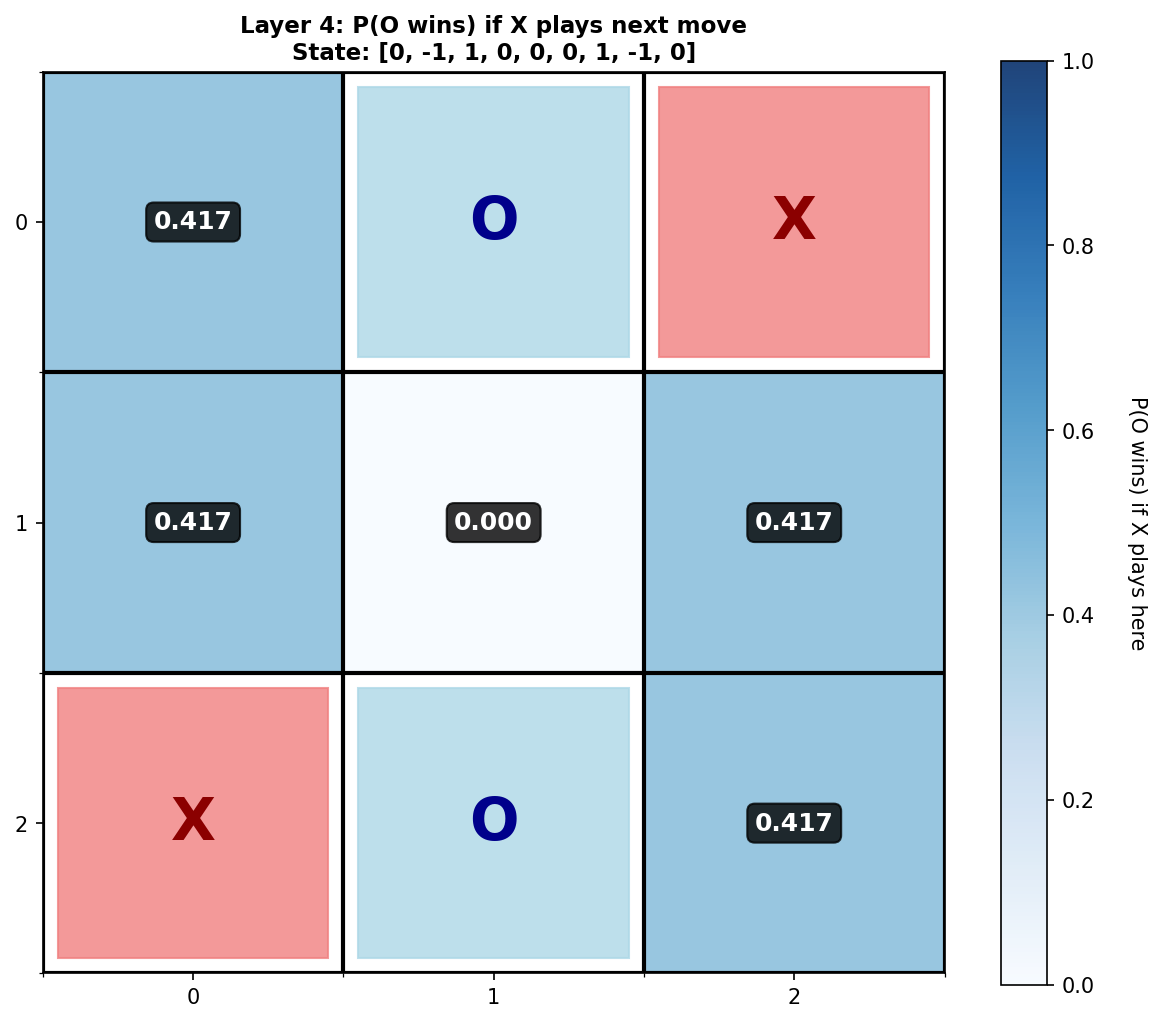 Layer 4: P(O wins) if X plays next move
State: [0, -1, 1, 0, 0, 0, 1, -1, 0]
0.417
O
X
0.417
0.000
0.417
X
O
0.417
0
1
2
0
1
2
1.0
0.8
0.6
0.4
0.2
0.0
P(O wins) if X plays here